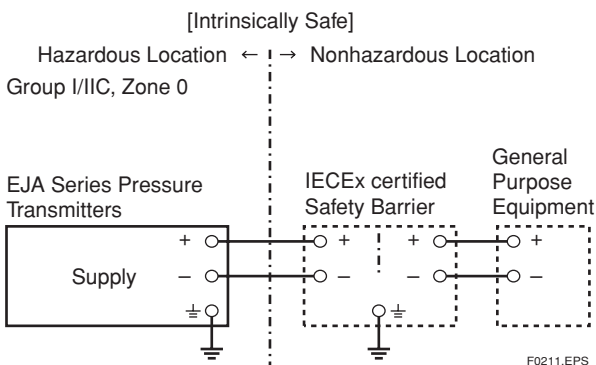 [Intrinsically Safe]
Hazardous Location ← → Nonhazardous Location
Group I/IIC, Zone 0
EJA Series Pressure
Transmitters
IECEx certified
Safety Barrier
General
Purpose
Equipment
+ + + +
Supply
– – – –
F0211.EPS